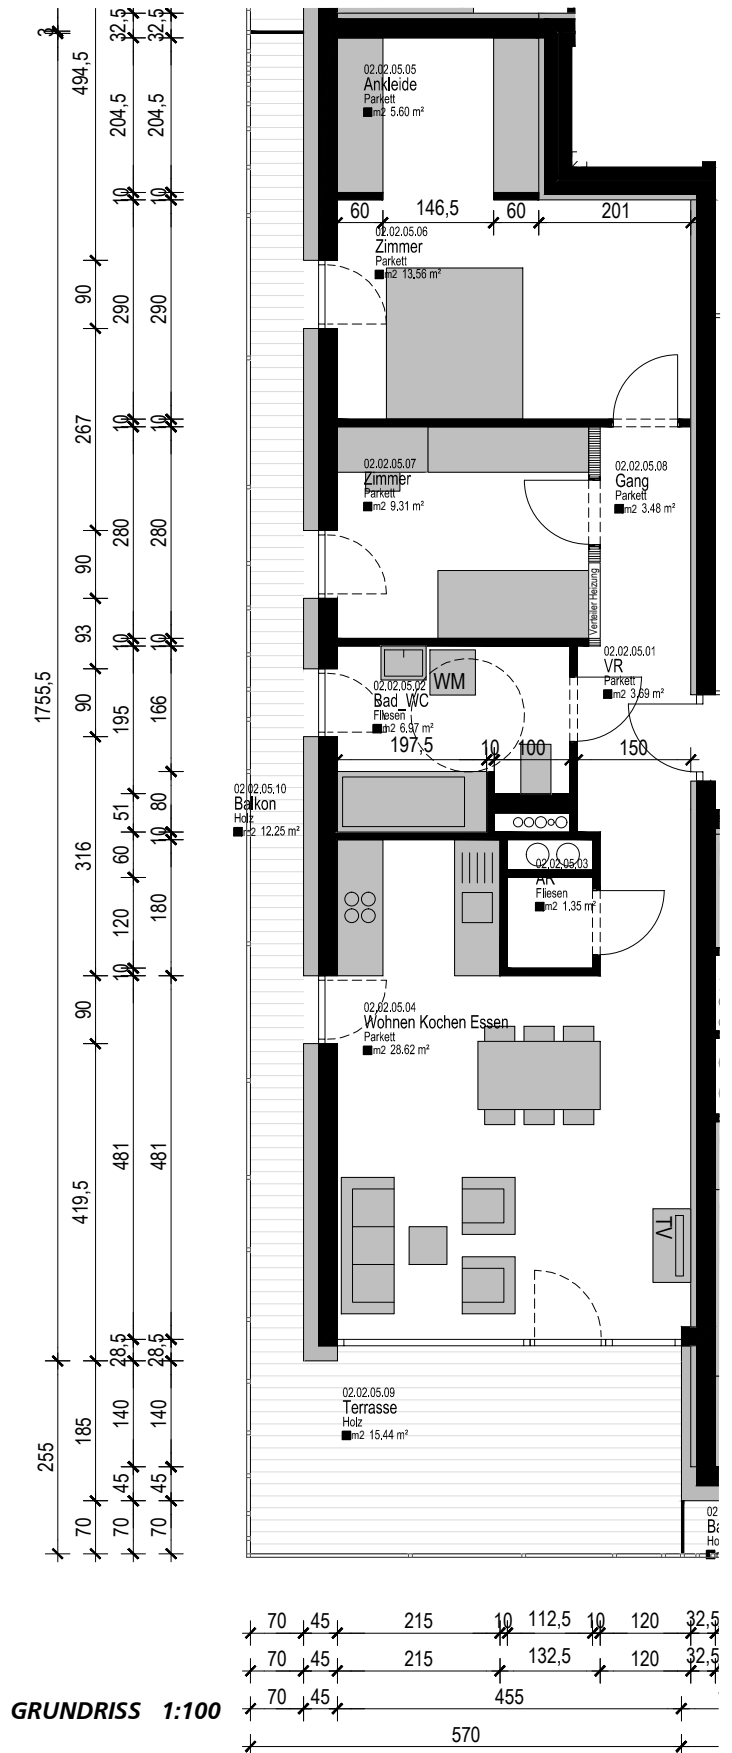 02.02.05.05
Ankleide
Parkett
m2 5.60 m²
60 146,5 60 201
02.02.05.06
Zimmer
Parkett
m2 13,56 m²
02.02.05.07
Zimmer
Parkett
m2 9.31 m²
02.02.05.08
Gang
Parkett
m2 3.48 m²
Verteiler Heizung
02.02.05.01
VR
Parkett
m2 3,69 m²
WM
02.02.05.02
Bad_WC
Fliesen
m2 6,97 m²
197,5 10 100 150
02.02.05.10
Balkon
Holz
m2 12.25 m²
02.02.05.03
AR
Fliesen
m2 1,35 m²
02.02.05.04
Wohnen Kochen Essen
Parkett
m2 28.62 m²
TV
02.02.05.09
Terrasse
Holz
m2 15,44 m²
02
Ba
Ho
2
1755,5
255
494,5
90
267
90
93
90
316
90
419,5
185
70
32,5
204,5
10
290
10
280
10
195
51
60
120
10
481
28,5
140
45
70
32,5
204,5
10
290
10
280
10
166
80
10
180
481
28,5
140
45
70
70 45 215 10 112,5 10 120 32,5
70 45 215 132,5 120 32,5
70 45 455
570
GRUNDRISS 1:100